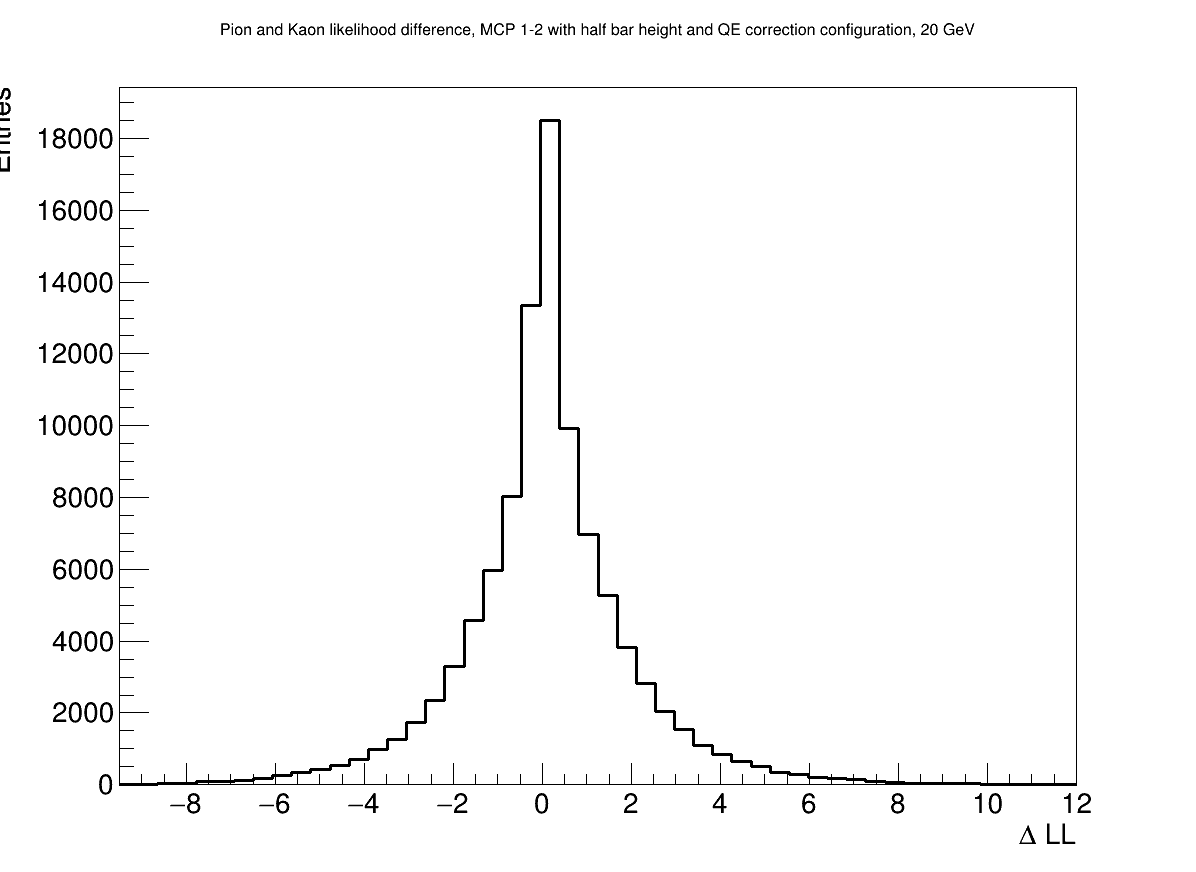 Pion and Kaon likelihood difference, MCP 1-2 with half bar height and QE correction configuration, 20 GeV
Entries
18000
16000
14000
12000
10000
8000
6000
4000
2000
0
−8 −6 −4 −2 0 2 4 6 8 10 12
Δ LL